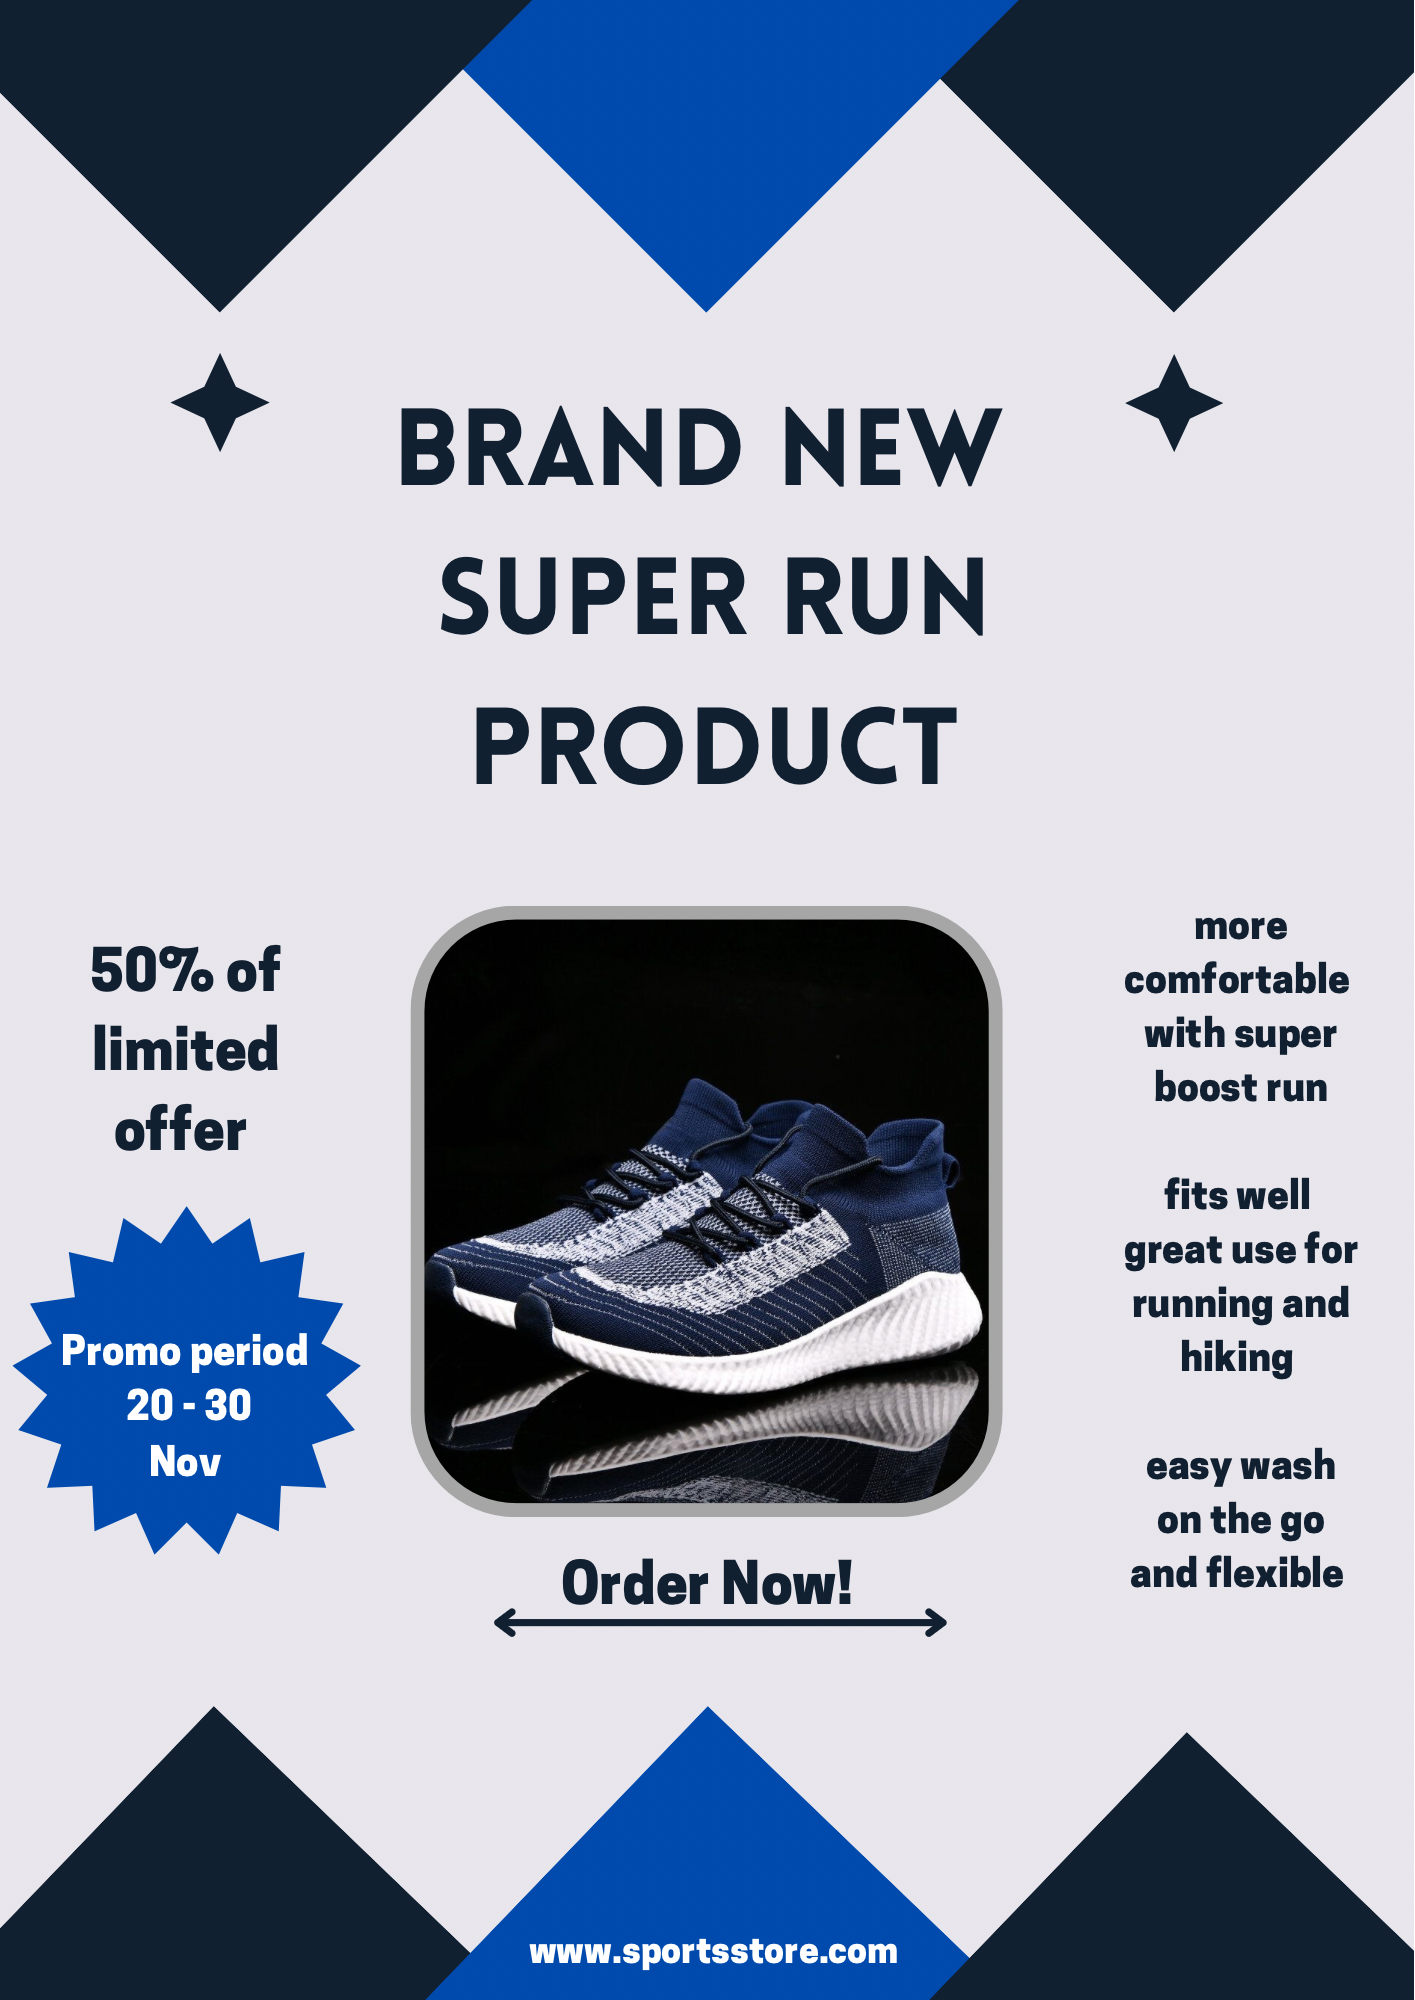 BRAND NEW
SUPER RUN
PRODUCT
50% of
limited
offer
Promo period
20 - 30
Nov
more
comfortable
with super
boost run
fits well
great use for
running and
hiking
easy wash
on the go
and flexible
Order Now!
www.sportsstore.com